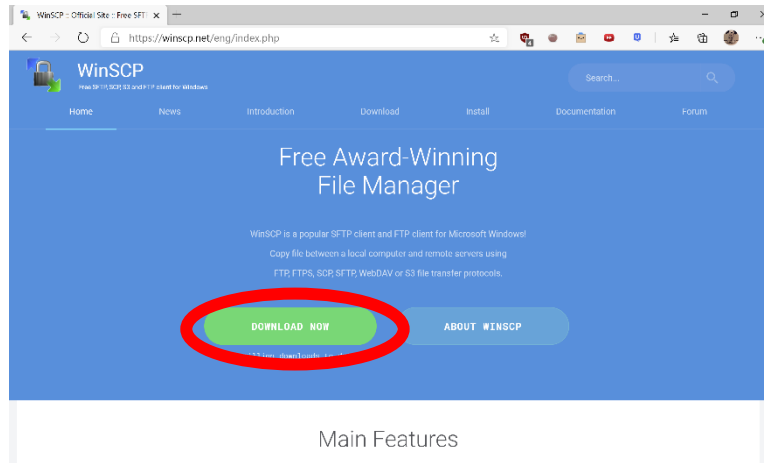 WinSCP :: Official Site :: Free SFT
https://winscp.net/eng/index.php
WinSCP
Free SFTP, SCP, S3 and FTP client for Windows
Search...
Home News Introduction Download Install Documentation Forum
Free Award-Winning
File Manager
WinSCP is a popular SFTP client and FTP client for Microsoft Windows!
Copy file between a local computer and remote servers using
FTP, FTPS, SCP, SFTP, WebDAV or S3 file transfer protocols.
DOWNLOAD NOW ABOUT WINSCP
downloads to
Main Features